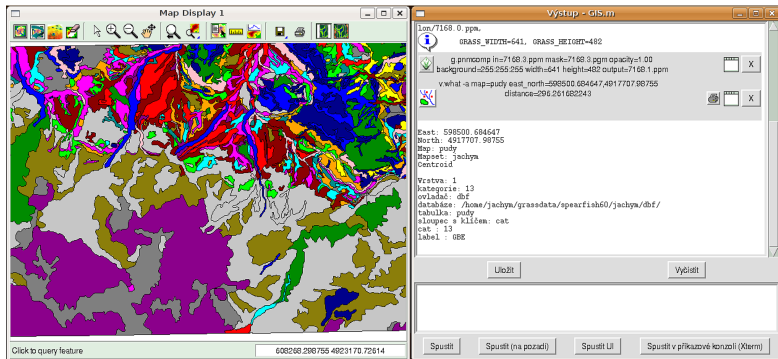 Map Display 1
Click to query feature
608268.298755 4923170.72614
Výstup - GIS.m
lon/7168.0.ppm,
GRASS_WIDTH=641, GRASS_HEIGHT=482
g.pnmcomp in=7168.3.ppm mask=7168.3.pgm opacity=1.00
background=255:255:255 width=641 height=482 output=7168.1.ppm
X
v.what -a map=pudy east_north=598500.684647,4917707.98755
distance=296.261682243
X
East: 598500.684647
North: 4917707.98755
Map: pudy
Mapset: jachym
Centroid
Vrstva: 1
kategorie: 13
ovladač: dbf
databáze: /home/jachym/grassdata/spearfish60/jachym/dbf/
tabulka: pudy
sloupec s klíčem: cat
cat : 13
label : GBE
Uložit
Vyčistit
Spustit
Spustit (na pozadí)
Spustit UI
Spustit v příkazové konzoli (Xterm)